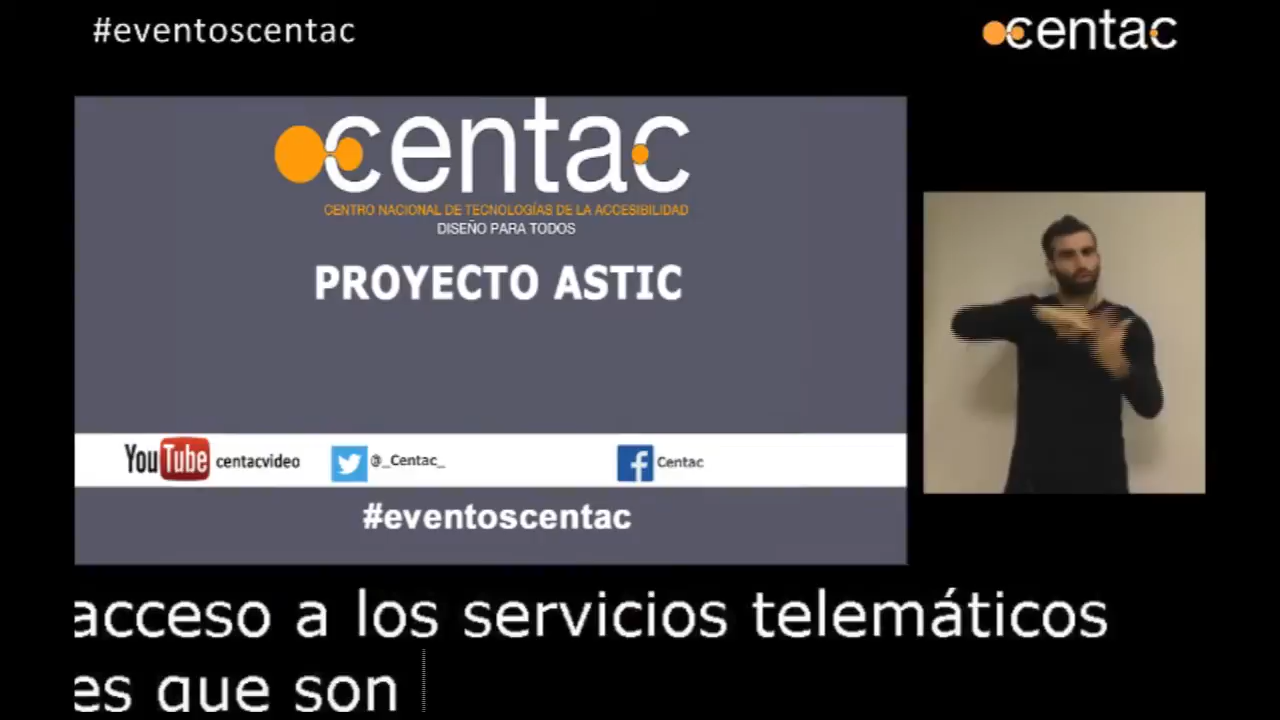 #eventoscentac
centac
centac
CENTRO NACIONAL DE TECNOLOGÍAS DE LA ACCESIBILIDAD
DISEÑO PARA TODOS
PROYECTO ASTIC
YouTube centacvideo @_Centac_ Centac
#eventoscentac
acceso a los servicios telemáticos
es que son